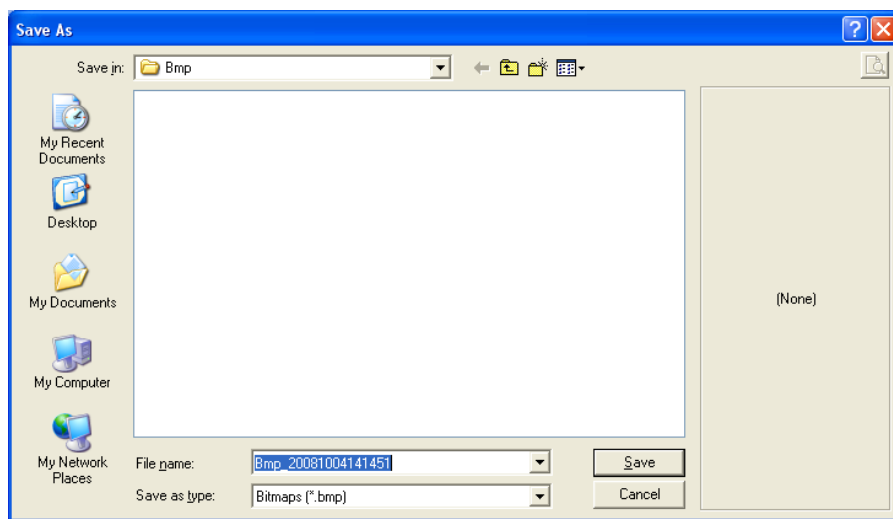 Save As
Save in:
Bmp
My Recent
Documents
Desktop
My Documents
My Computer
My Network
Places
(None)
File name:
Bmp_20081004141451
Save
Save as type:
Bitmaps (*.bmp)
Cancel